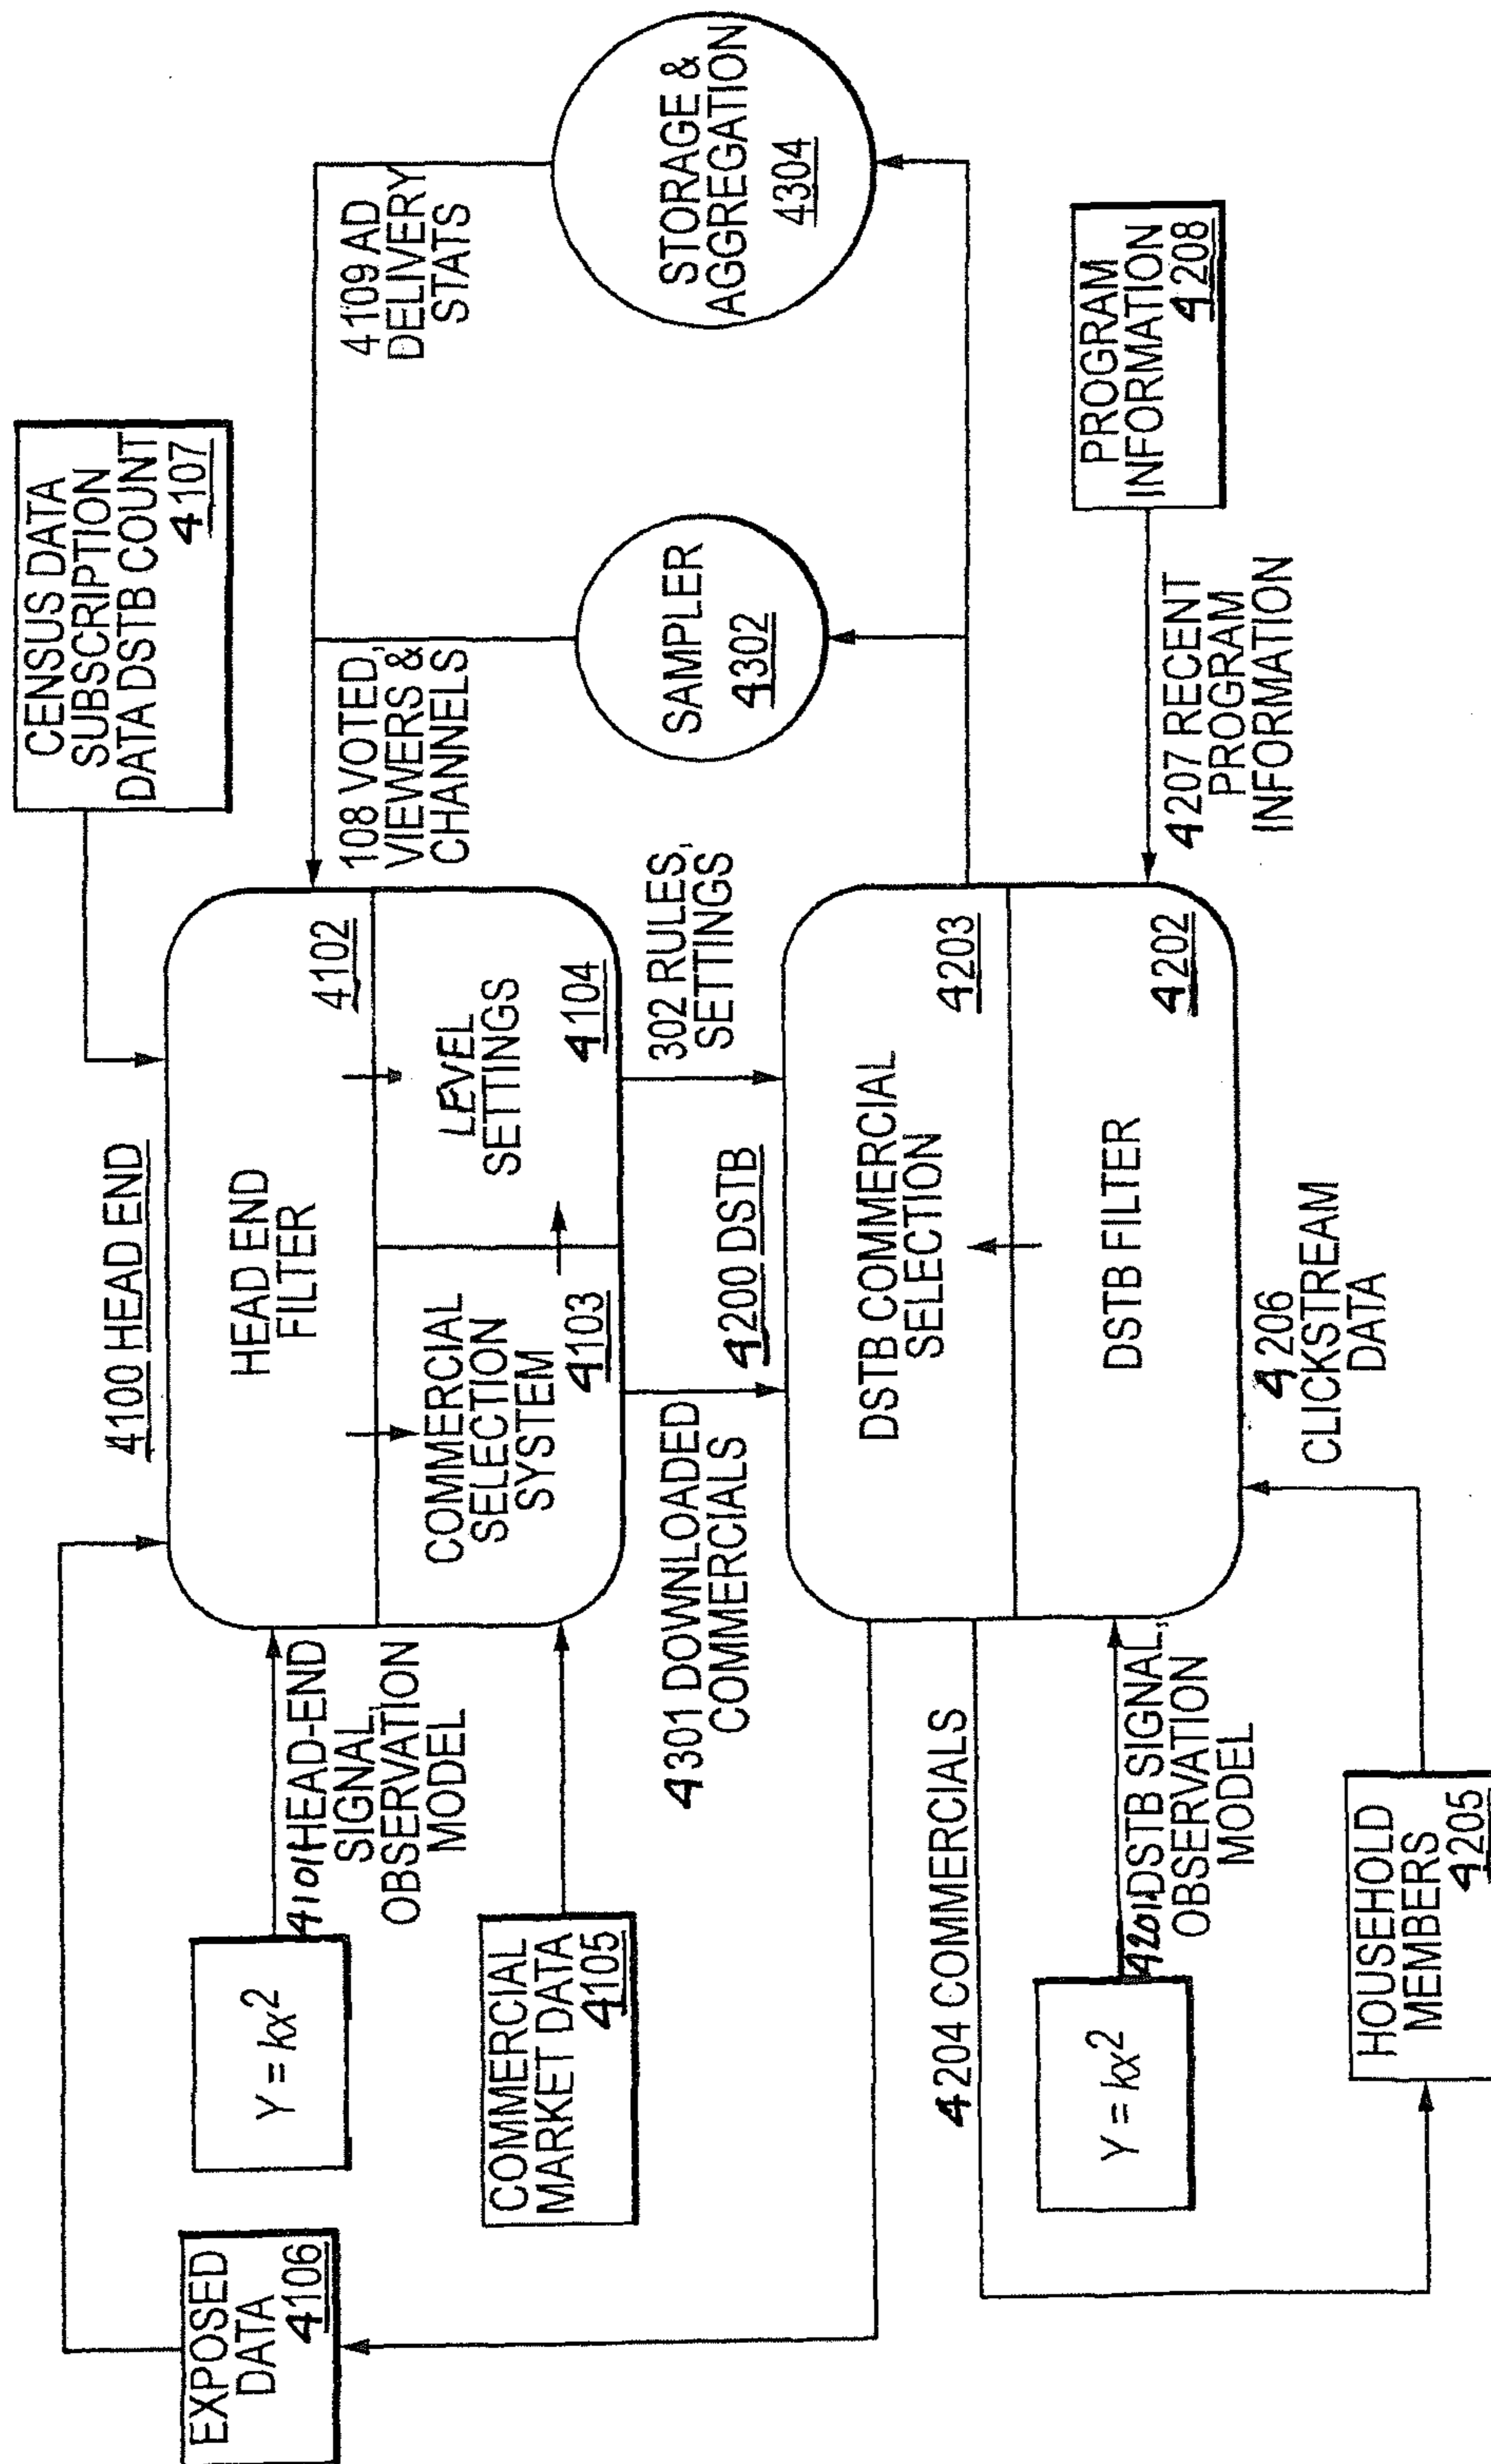 EXPOSED
DATA
4106
Y = kx²
4101 HEAD-END
SIGNAL,
OBSERVATION
MODEL
COMMERCIAL
MARKET DATA
4105
4100 HEAD END
HEAD END
FILTER
4102
COMMERCIAL
SELECTION
SYSTEM
4103
LEVEL
SETTINGS
4104
CENSUS DATA
SUBSCRIPTION
DATA DSTB COUNT
4107
108 VOTED,
VIEWERS &
CHANNELS
4109 AD
DELIVERY
STATS
SAMPLER
4302
STORAGE &
AGGREGATION
4304
4301 DOWNLOADED
COMMERCIALS
302 RULES,
SETTINGS
4200 DSTB
DSTB COMMERCIAL
SELECTION
4203
DSTB FILTER
4202
4204 COMMERCIALS
Y = kx²
4201 DSTB SIGNAL,
OBSERVATION
MODEL
HOUSEHOLD
MEMBERS
4205
4206
CLICKSTREAM
DATA
4207 RECENT
PROGRAM
INFORMATION
PROGRAM
INFORMATION
4208